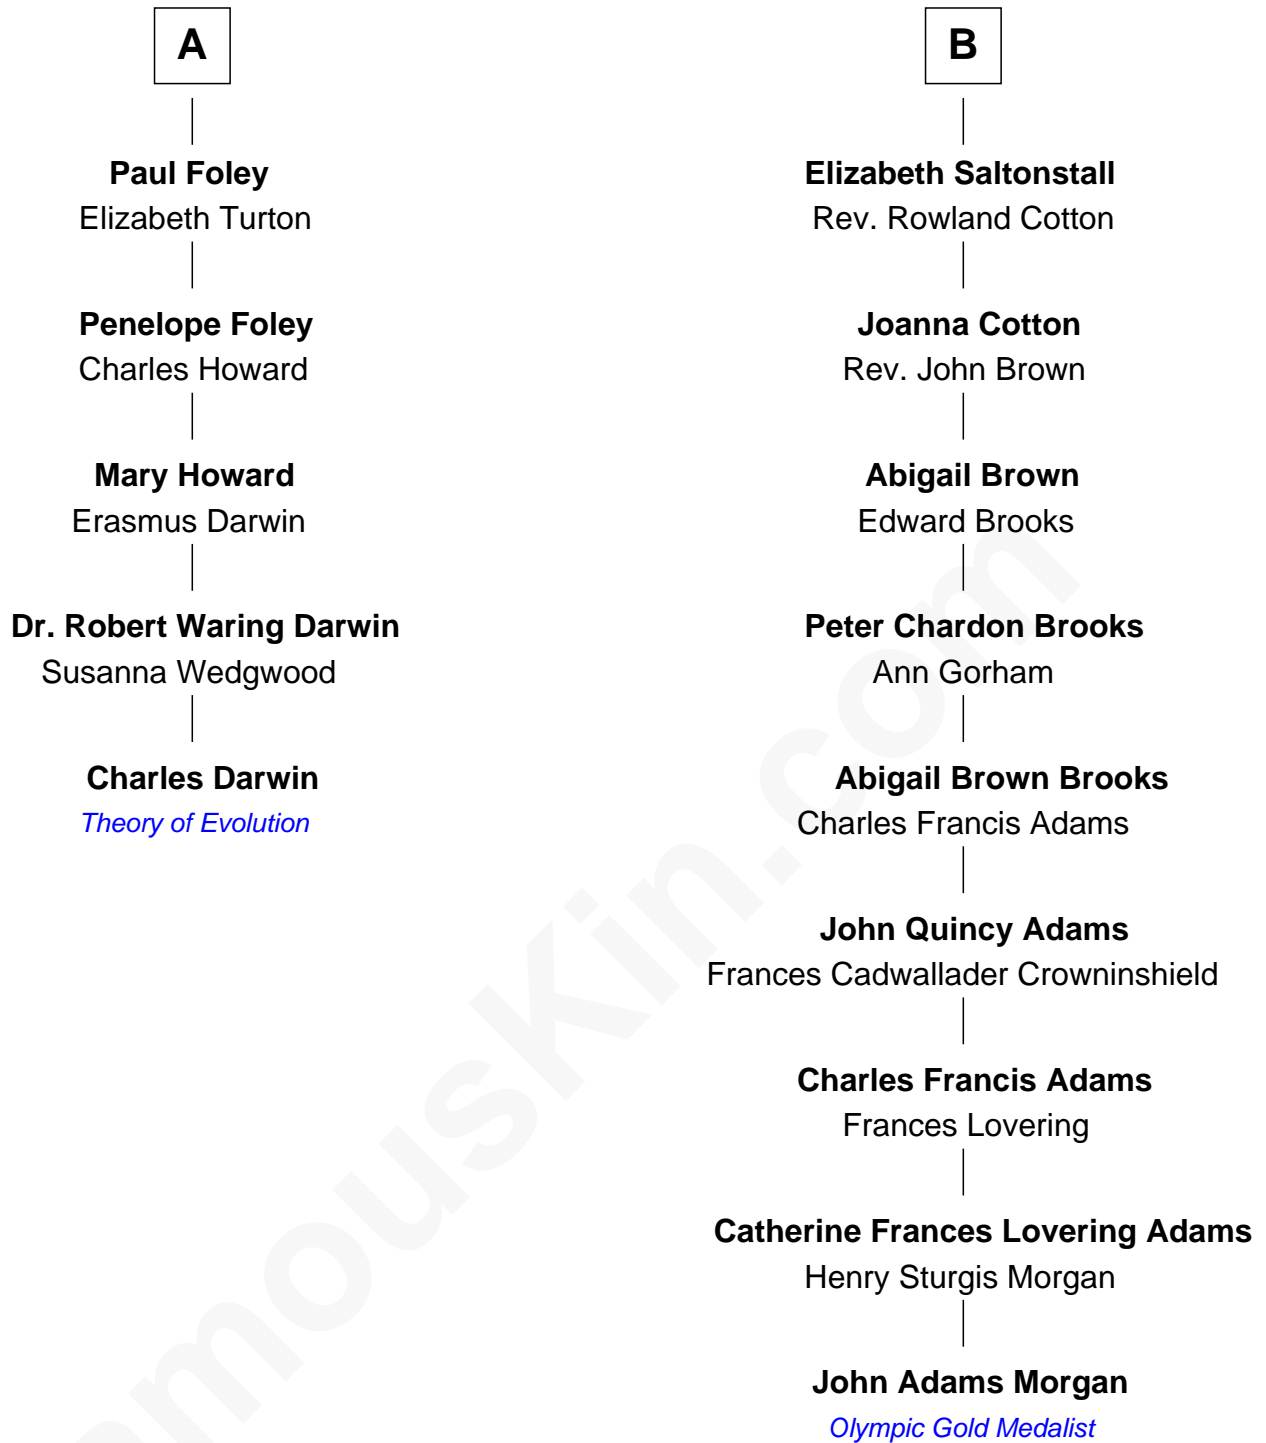 A
Paul Foley
Elizabeth Turton
Penelope Foley
Charles Howard
Mary Howard
Erasmus Darwin
Dr. Robert Waring Darwin
Susanna Wedgwood
Charles Darwin
Theory of Evolution
B
Elizabeth Saltonstall
Rev. Rowland Cotton
Joanna Cotton
Rev. John Brown
Abigail Brown
Edward Brooks
Peter Chardon Brooks
Ann Gorham
Abigail Brown Brooks
Charles Francis Adams
John Quincy Adams
Frances Cadwallader Crowninshield
Charles Francis Adams
Frances Lovering
Catherine Frances Lovering Adams
Henry Sturgis Morgan
John Adams Morgan
Olympic Gold Medalist
amousKin.com